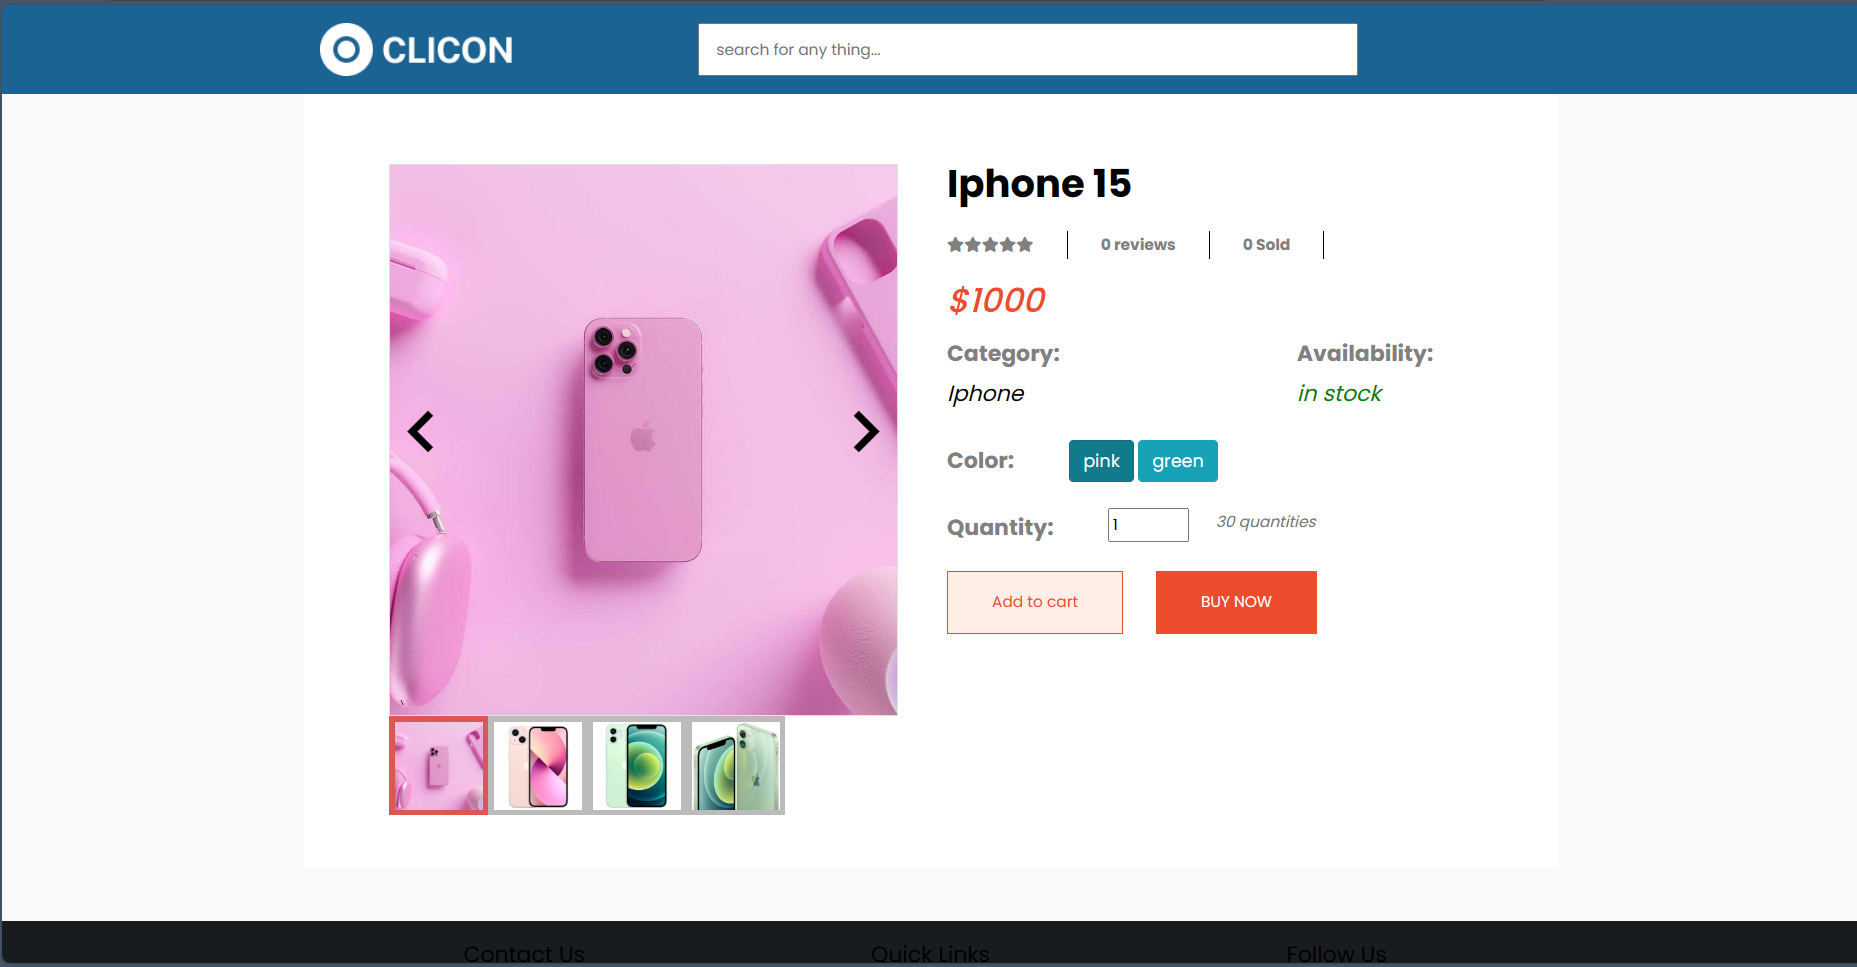 CLICON
search for any thing...
Iphone 15
0 reviews
0 Sold
$1000
Category:
Availability:
Iphone
in stock
Color:
pink
green
Quantity:
1
30 quantities
Add to cart
BUY NOW
Contact Us
Quick Links
Follow Us